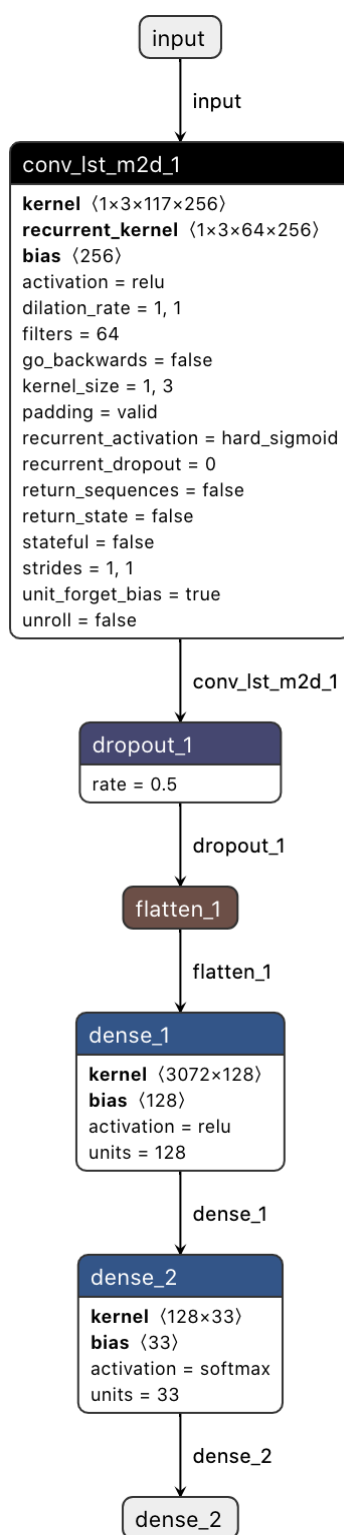 input
input
conv_lst_m2d_1
kernel ⟨1×3×117×256⟩
recurrent_kernel ⟨1×3×64×256⟩
bias ⟨256⟩
activation = relu
dilation_rate = 1, 1
filters = 64
go_backwards = false
kernel_size = 1, 3
padding = valid
recurrent_activation = hard_sigmoid
recurrent_dropout = 0
return_sequences = false
return_state = false
stateful = false
strides = 1, 1
unit_forget_bias = true
unroll = false
conv_lst_m2d_1
dropout_1
rate = 0.5
dropout_1
flatten_1
flatten_1
dense_1
kernel ⟨3072×128⟩
bias ⟨128⟩
activation = relu
units = 128
dense_1
dense_2
kernel ⟨128×33⟩
bias ⟨33⟩
activation = softmax
units = 33
dense_2
dense_2